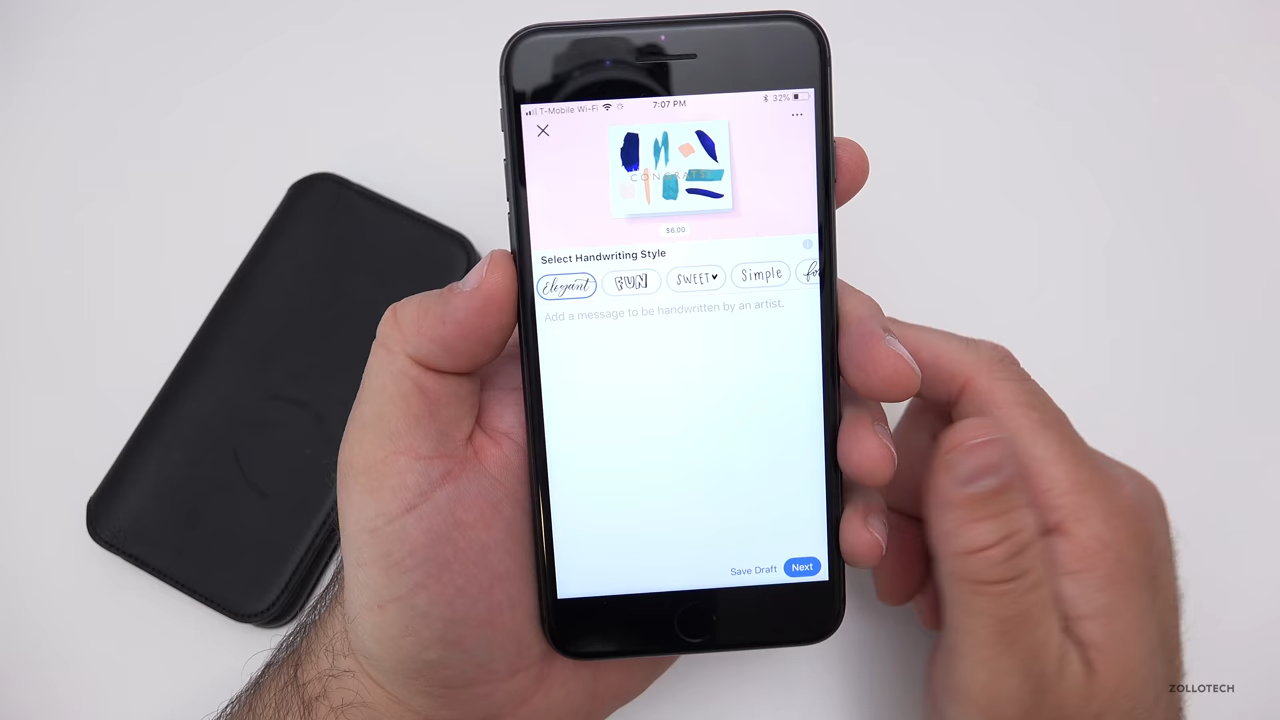 T-Mobile Wi-Fi 7:07 PM 32%
CONGRATS!
$6.00
Select Handwriting Style
Elegant FUN SWEET Simple for
Add a message to be handwritten by an artist.
Save Draft Next
ZOLLOTECH